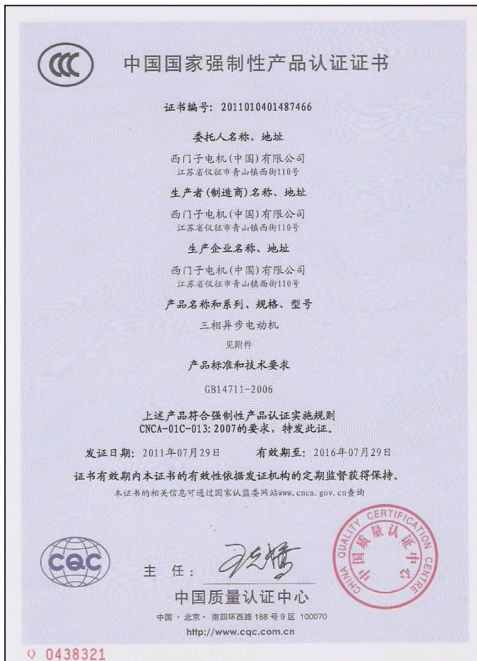 CCC
中国国家强制性产品认证证书
证书编号: 2011010401487466
委托人名称、地址
西门子电机(中国)有限公司
江苏省仪征市青山镇西街110号
生产者(制造商)名称、地址
西门子电机(中国)有限公司
江苏省仪征市青山镇西街110号
生产企业名称、地址
西门子电机(中国)有限公司
江苏省仪征市青山镇西街110号
产品名称和系列、规格、型号
三相异步电动机
见附件
产品标准和技术要求
GB14711-2006
上述产品符合强制性产品认证实施规则
CNCA-01C-013:2007的要求, 特发此证。
发证日期: 2011年07月29日 有效期至: 2016年07月29日
证书有效期内本证书的有效性依据发证机构的定期监督获得保持。
本证书的相关信息可通过国家认监委网站www.cnca.gov.cn查询
CQC
主 任:
中国质量认证中心
中国·北京·南四环西路 188 号 9 区 100070
http://www.cqc.com.cn
CHINA QUALITY CERTIFICATION CENTRE
中国质量认证中心
Q 0438321